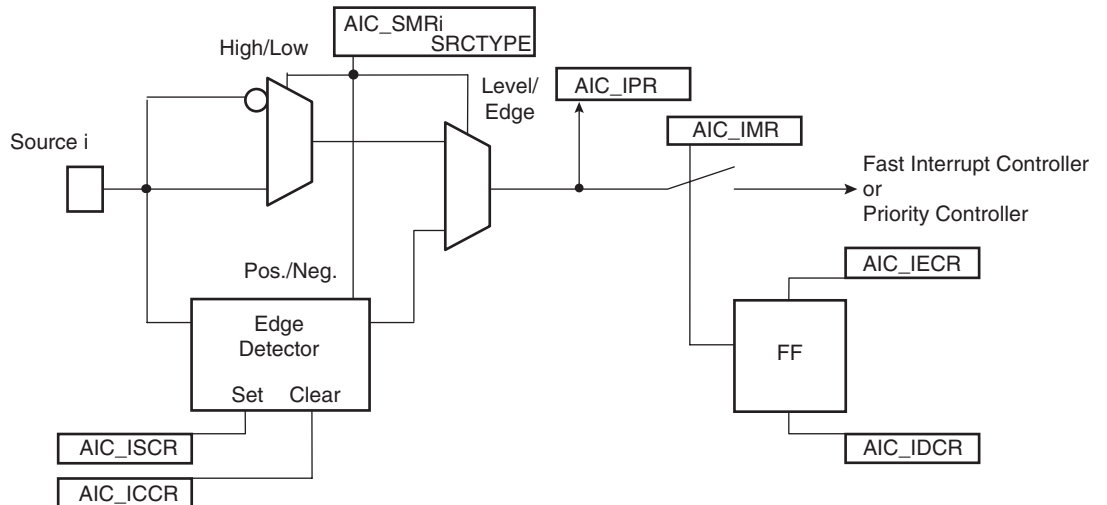 AIC_SMRi
SRCTYPE
High/Low
Level/
Edge
AIC_IPR
AIC_IMR
Source i
Fast Interrupt Controller
or
Priority Controller
Pos./Neg.
AIC_IECR
Edge
Detector
FF
Set Clear
AIC_ISCR
AIC_IDCR
AIC_ICCR